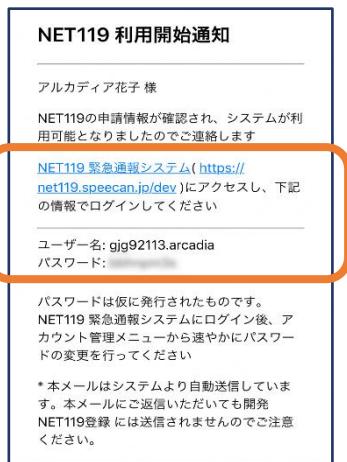 NET119 利用開始通知
アルカディア花子 様
NET119の申請情報が確認され、システムが利
用可能となりましたのでご連絡します
NET119 緊急通報システム( https://
net119.speecan.jp/dev )にアクセスし、下記
の情報でログインしてください
ユーザー名: gjg92113.arcadia
パスワード:
パスワードは仮に発行されたものです。
NET119 緊急通報システムにログイン後、ア
カウント管理メニューから速やかにパスワー
ドの変更を行ってください
* 本メールはシステムより自動送信していま
す。本メールにご返信いただいても開発
NET119登録 には送信されませんのでご注意
ください。